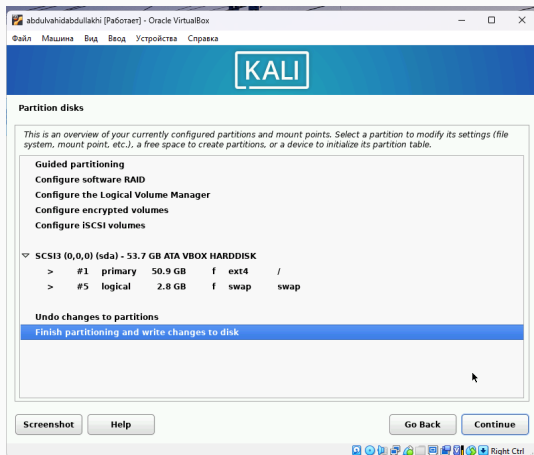 abdulvahidabdullakhi [Работает] - Oracle VirtualBox
Файл Машина Вид Ввод Устройства Справка
KALI
Partition disks
This is an overview of your currently configured partitions and mount points. Select a partition to modify its settings (file
system, mount point, etc.), a free space to create partitions, or a device to initialize its partition table.
Guided partitioning
Configure software RAID
Configure the Logical Volume Manager
Configure encrypted volumes
Configure iSCSI volumes
SCSI3 (0,0,0) (sda) - 53.7 GB ATA VBOX HARDDISK
> #1 primary 50.9 GB f ext4 /
> #5 logical 2.8 GB f swap swap
Undo changes to partitions
Finish partitioning and write changes to disk
Screenshot Help Go Back Continue
Right Ctrl